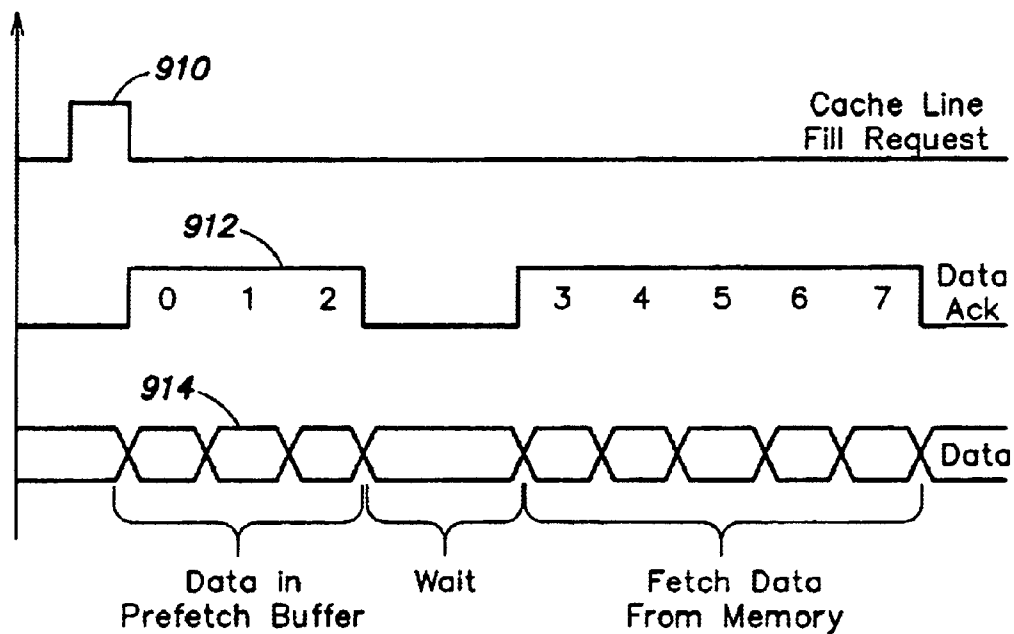 910
Cache Line
Fill Request
912
0 1 2 3 4 5 6 7
Data
Ack
914
Data
Data in
Prefetch Buffer
Wait
Fetch Data
From Memory